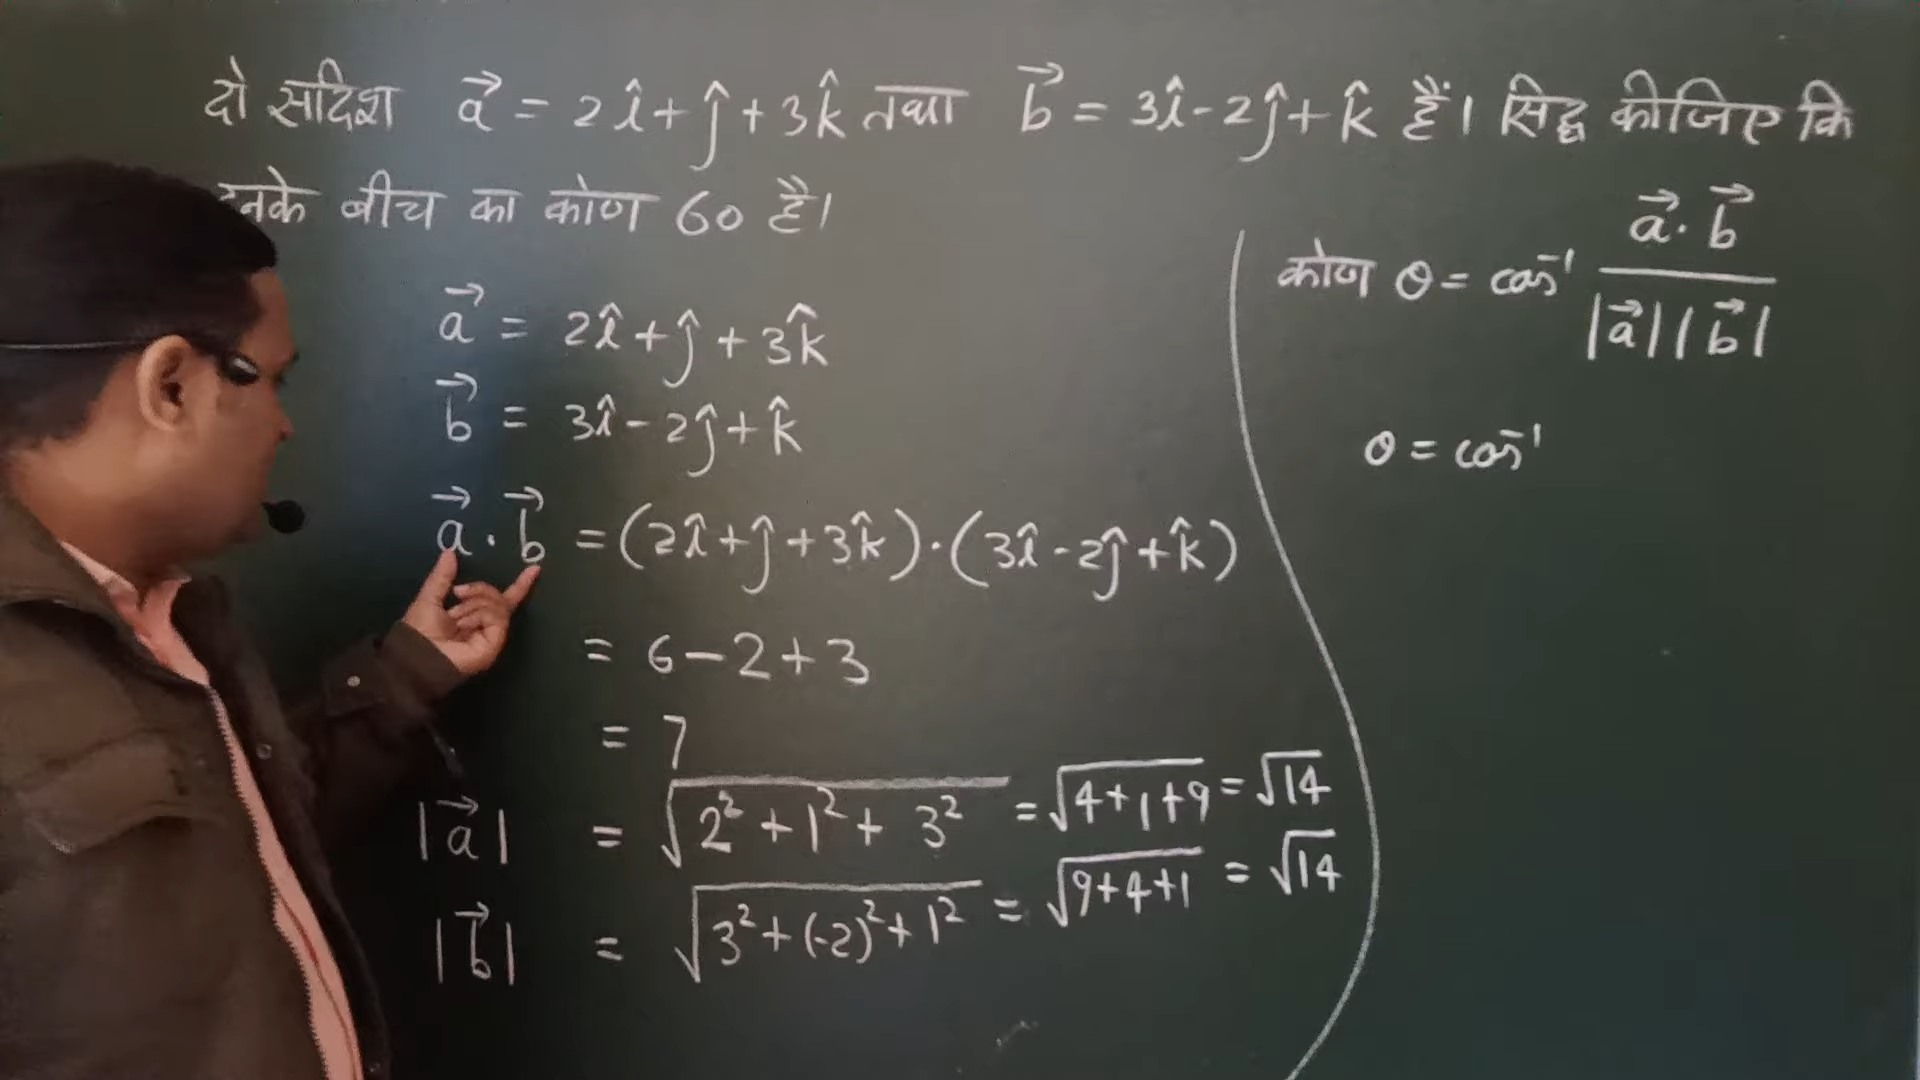 दो सदिश a⃗ = 2î + ĵ + 3k̂ तथा b⃗ = 3î - 2ĵ + k̂ हैं। सिद्ध कीजिए कि
इनके बीच का कोण 60 है।
a⃗ = 2î + ĵ + 3k̂
b⃗ = 3î - 2ĵ + k̂
a⃗ · b⃗ = (2î + ĵ + 3k̂) · (3î - 2ĵ + k̂)
= 6 - 2 + 3
= 7
|a⃗| = √(2² + 1² + 3²) = √(4+1+9) = √14
|b⃗| = √(3² + (-2)² + 1²) = √(9+4+1) = √14
कोण θ = cos⁻¹ (a⃗ · b⃗)/(|a⃗| |b⃗|)
θ = cos⁻¹